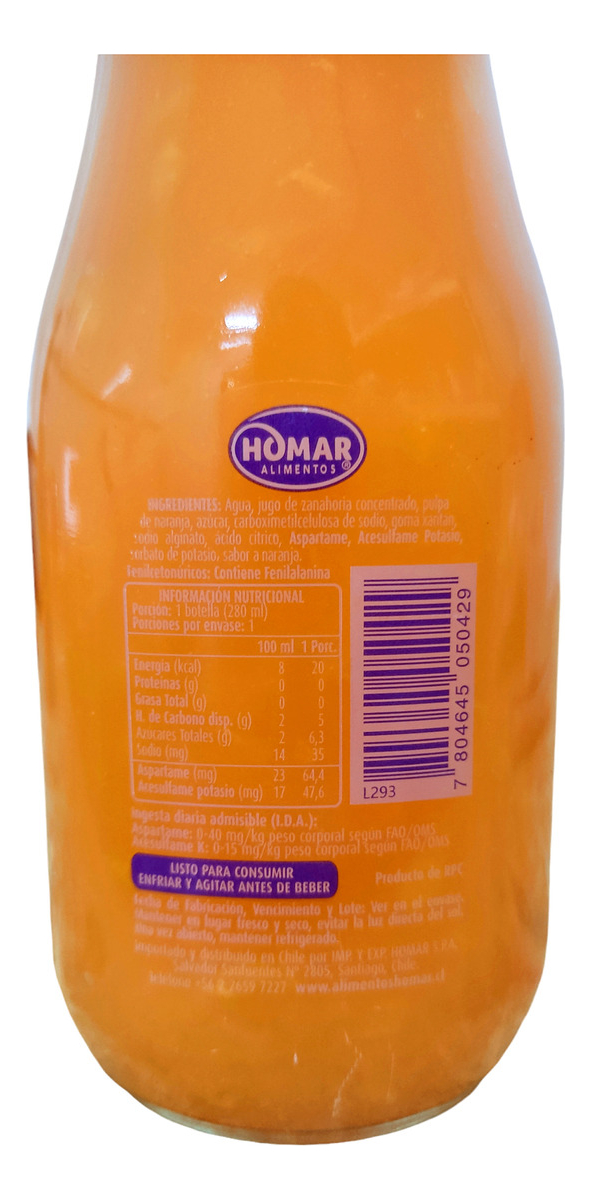 HOMAR
ALIMENTOS ®
INGREDIENTES: Agua, jugo de zanahoria concentrado, pulpa
de naranja, azúcar, carboximetilcelulosa de sodio, goma xantan,
sodio alginato, ácido cítrico, Aspartame, Acesulfame Potasio,
sorbato de potasio, sabor a naranja.
Fenilcetonúricos: Contiene Fenilalanina
INFORMACIÓN NUTRICIONAL
Porción: 1 botella (280 ml)
Porciones por envase: 1
100 ml 1 Porc.
Energía (kcal) 8 20
Proteínas (g) 0 0
Grasa Total (g) 0 0
H. de Carbono disp. (g) 2 5
Azúcares Totales (g) 2 6,3
Sodio (mg) 14 35
Aspartame (mg) 23 64,4
Acesulfame potasio (mg) 17 47,6
Ingesta diaria admisible (I.D.A.):
Aspartame: 0-40 mg/kg peso corporal según FAO/OMS
Acesulfame K: 0-15 mg/kg peso corporal según FAO/OMS
L293
7 804645 050429
LISTO PARA CONSUMIR
ENFRIAR Y AGITAR ANTES DE BEBER
Producto de RPC
Fecha de Fabricación, Vencimiento y Lote: Ver en el envase.
Mantener en lugar fresco y seco, evitar la luz directa del sol.
Una vez abierto, mantener refrigerado.
Importado y distribuido en Chile por IMP. Y EXP. HOMAR S.P.A.
Salvador Sanfuentes N° 2805, Santiago, Chile.
Teléfono +56 2 2659 7227 www.alimentoshomar.cl